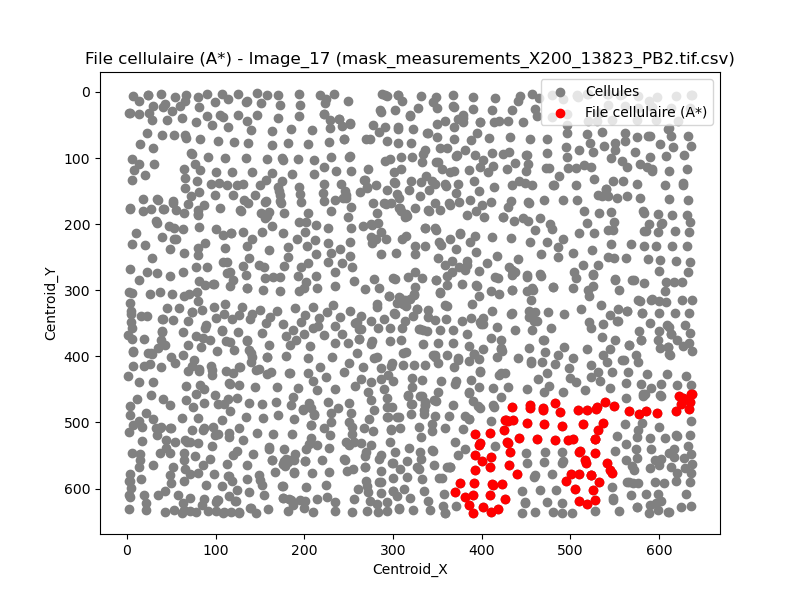 File cellulaire (A*) - Image_17 (mask_measurements_X200_13823_PB2.tif.csv)
Cellules
File cellulaire (A*)
Centroid_Y
0
100
200
300
400
500
600
0 100 200 300 400 500 600
Centroid_X